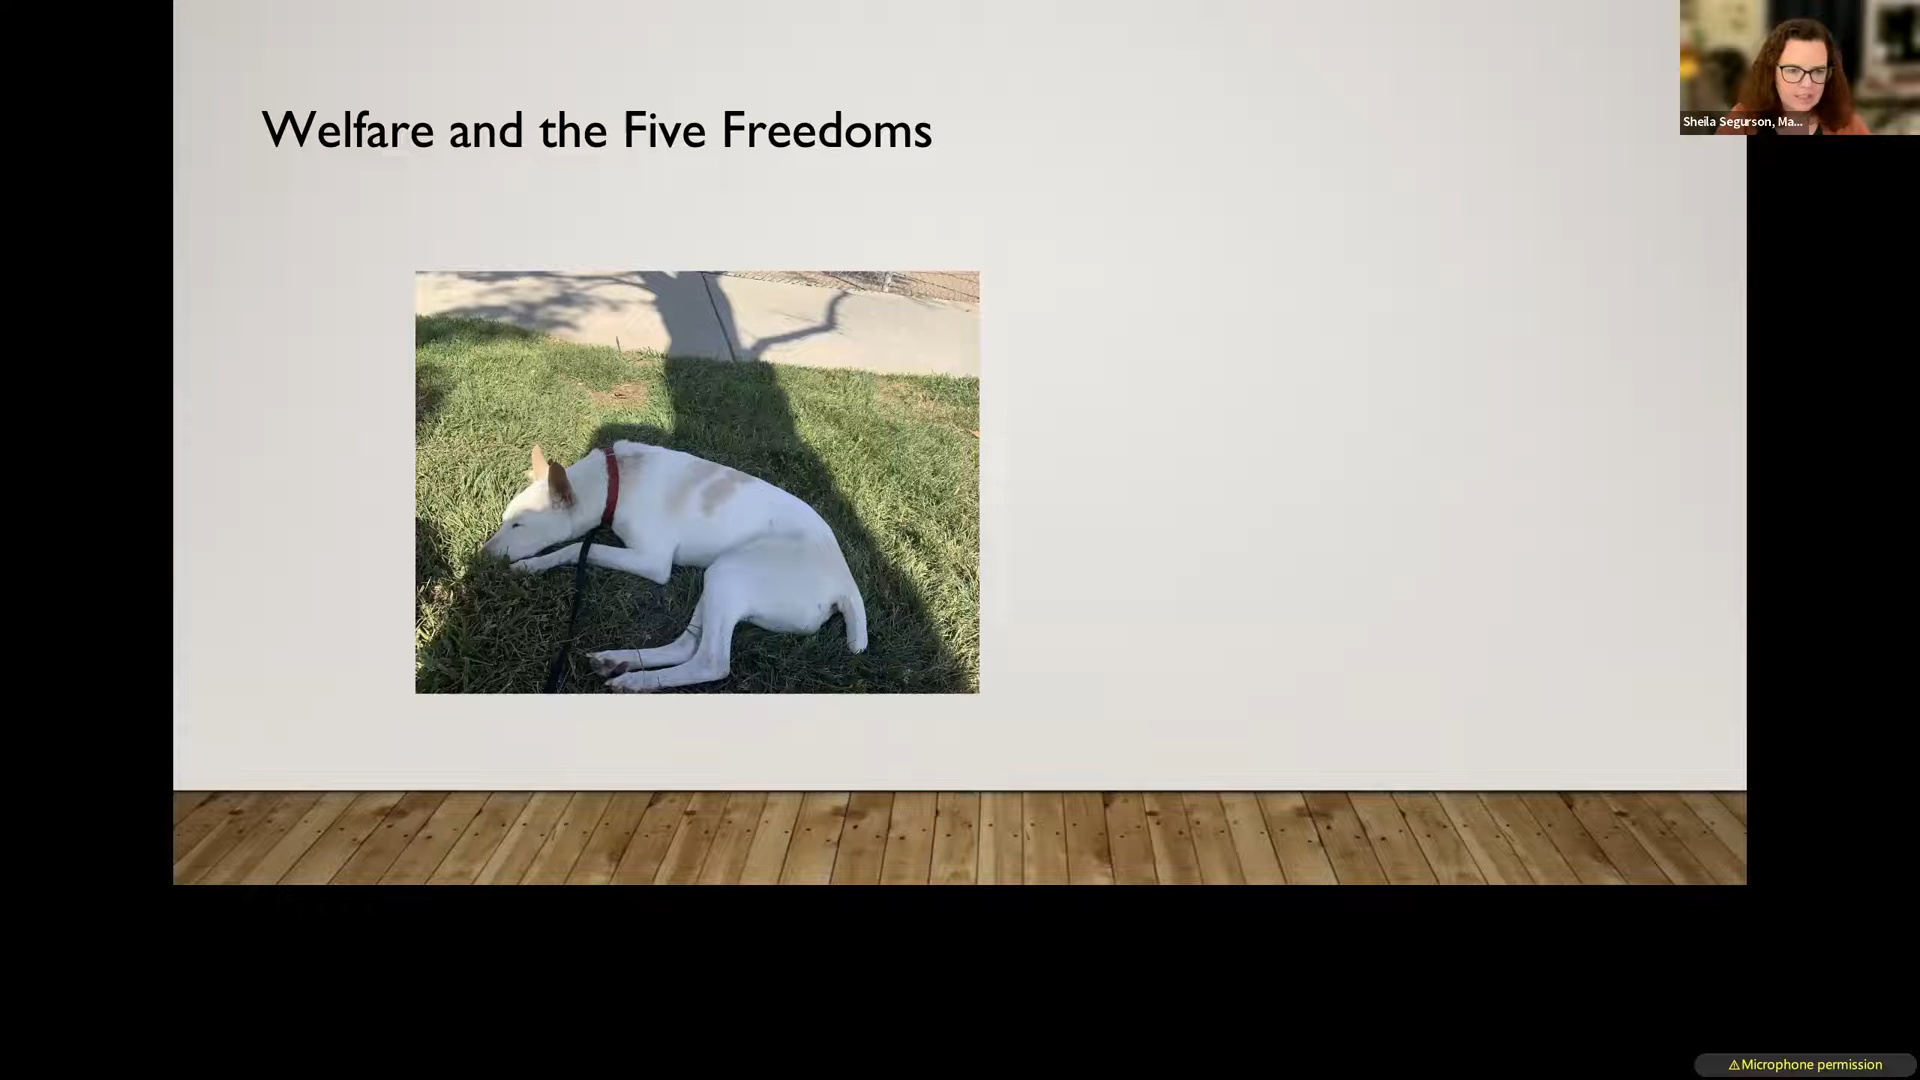 Welfare and the Five Freedoms
Sheila Segurson, Ma...
⚠Microphone permission